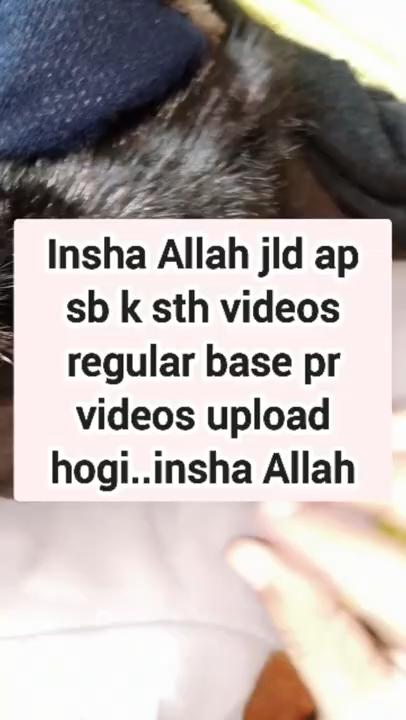 Insha Allah jld ap
sb k sth videos
regular base pr
videos upload
hogi..insha Allah